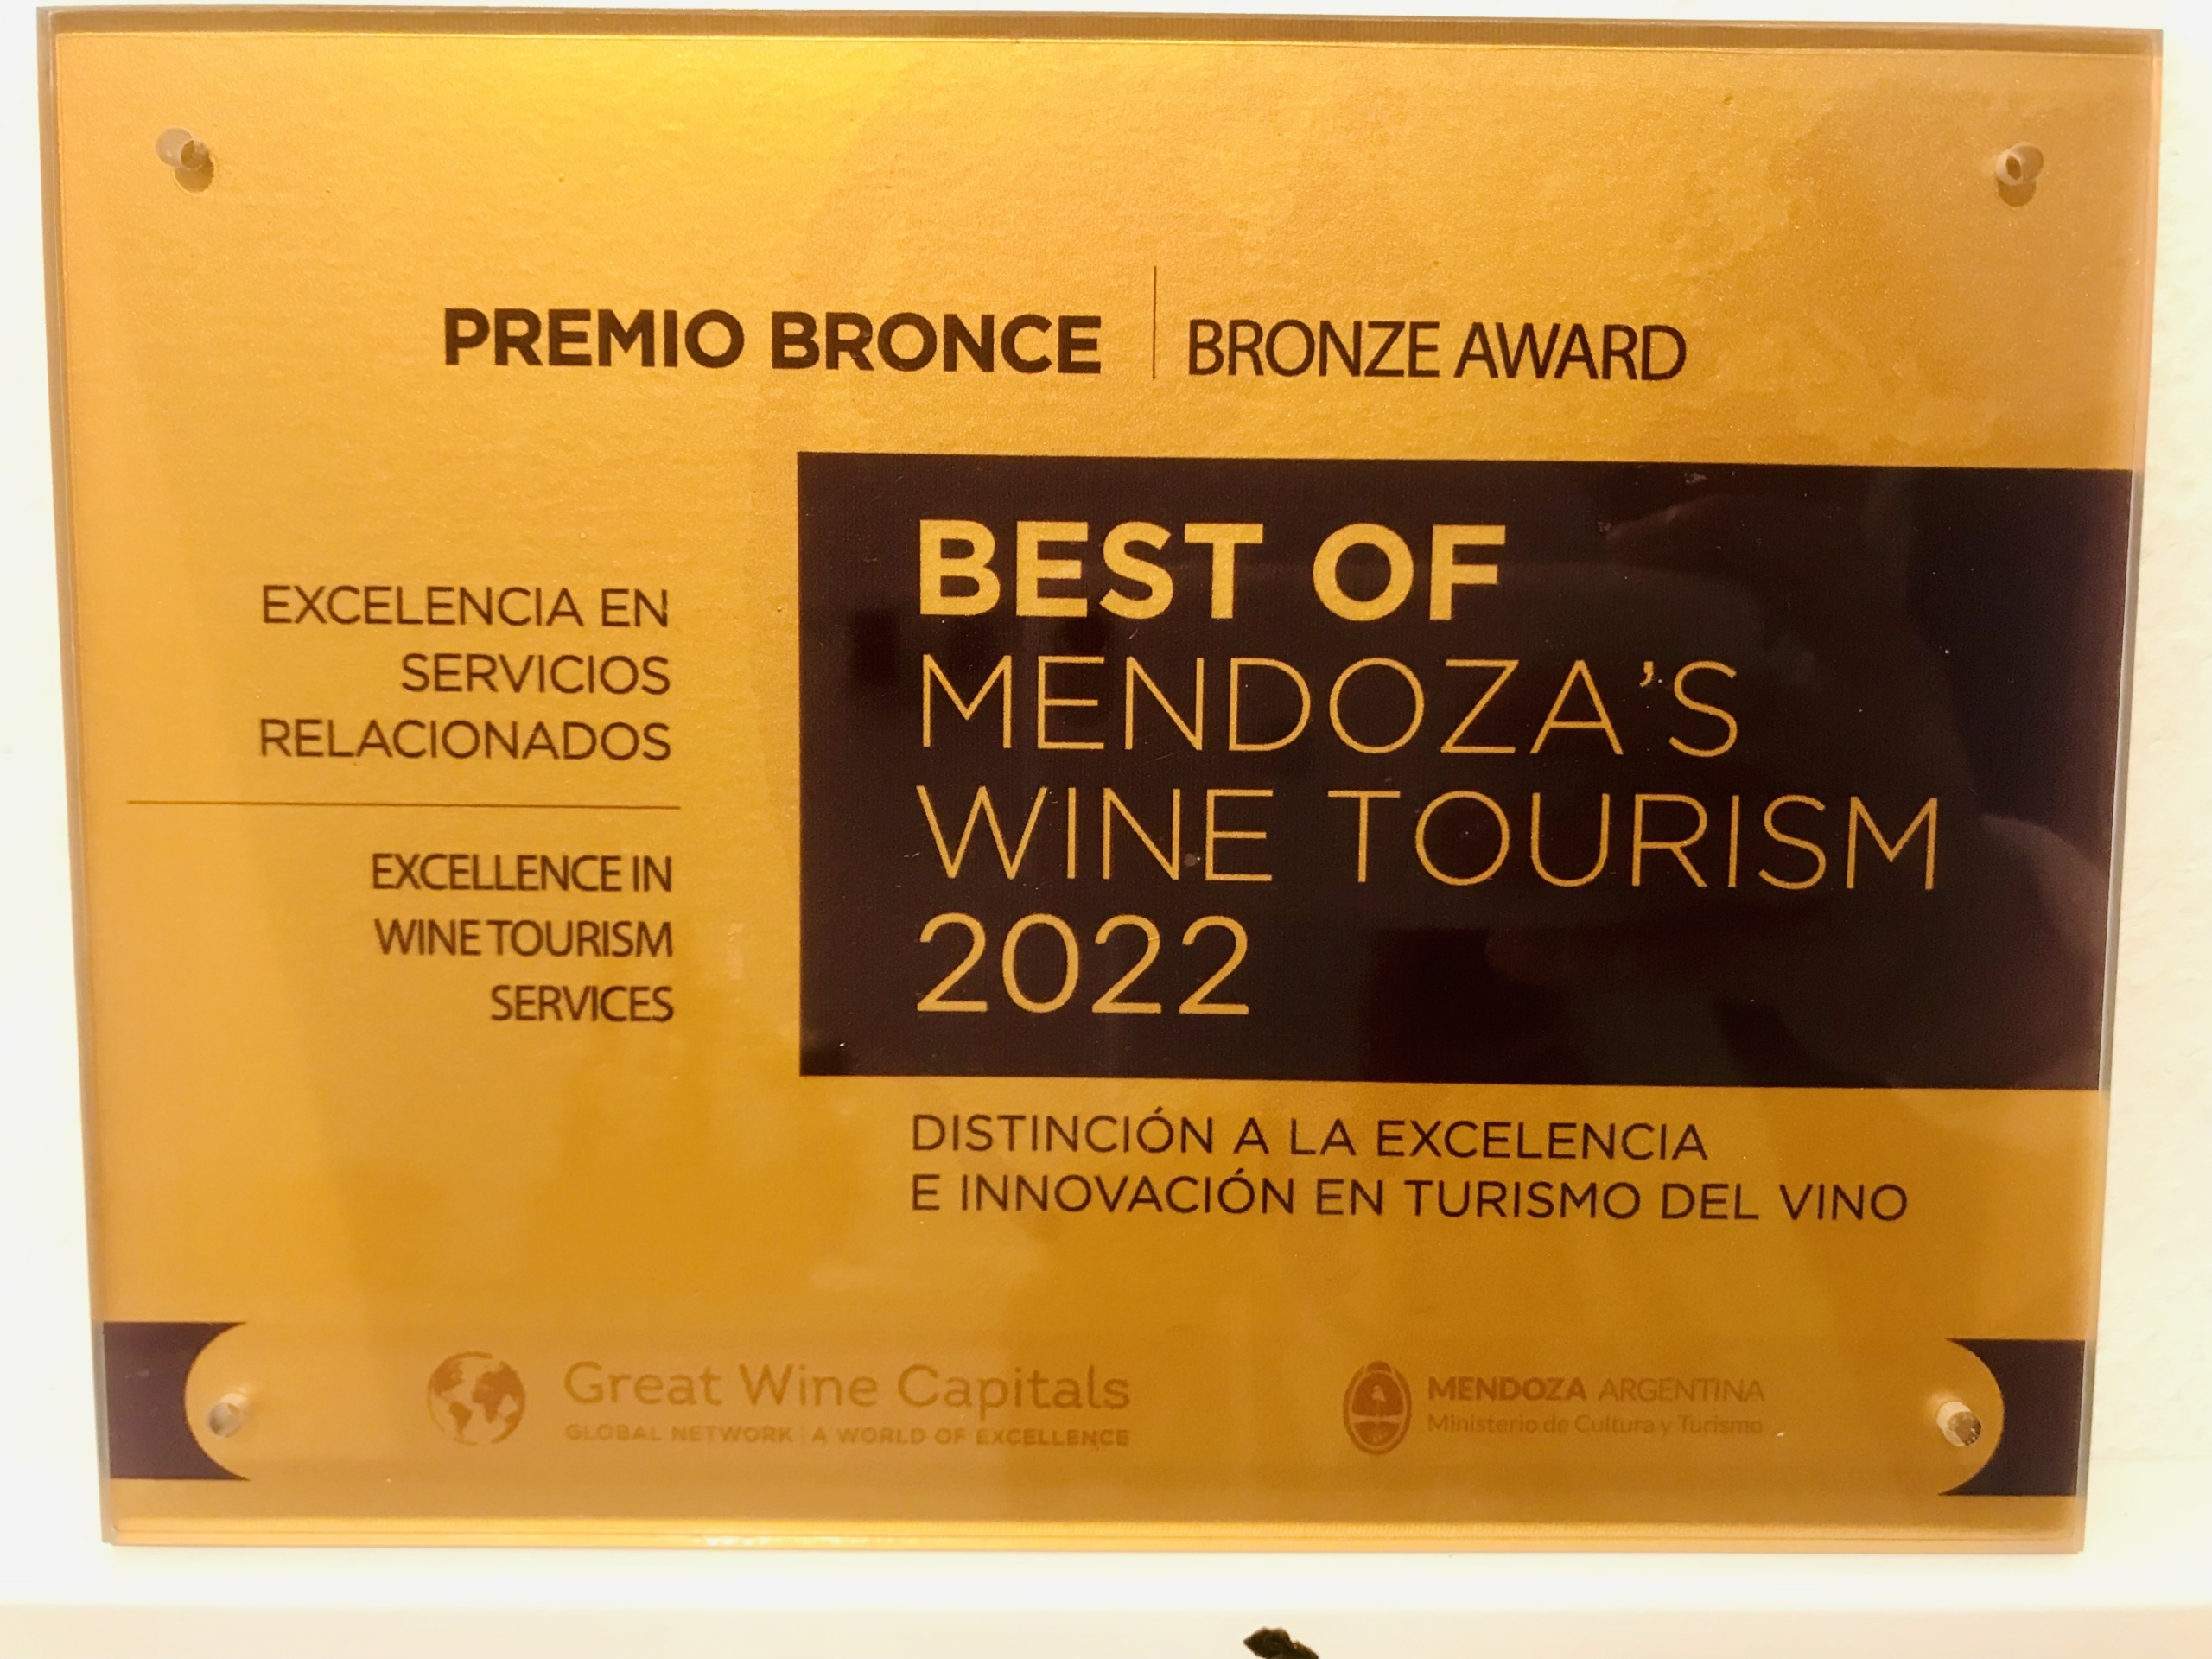 PREMIO BRONCE | BRONZE AWARD
EXCELENCIA EN
SERVICIOS
RELACIONADOS
EXCELLENCE IN
WINE TOURISM
SERVICES
BEST OF
MENDOZA'S
WINE TOURISM
2022
DISTINCIÓN A LA EXCELENCIA
E INNOVACIÓN EN TURISMO DEL VINO
Great Wine Capitals
GLOBAL NETWORK | A WORLD OF EXCELLENCE
MENDOZA ARGENTINA
Ministerio de Cultura y Turismo